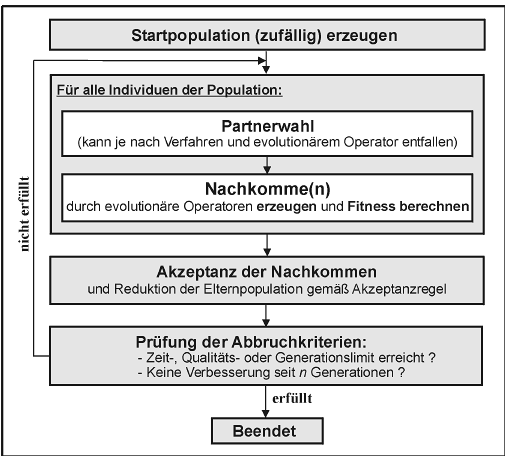 Startpopulation (zufällig) erzeugen
Für alle Individuen der Population:
Partnerwahl
(kann je nach Verfahren und evolutionärem Operator entfallen)
Nachkomme(n)
durch evolutionäre Operatoren erzeugen und Fitness berechnen
nicht erfüllt
Akzeptanz der Nachkommen
und Reduktion der Elternpopulation gemäß Akzeptanzregel
Prüfung der Abbruchkriterien:
- Zeit-, Qualitäts- oder Generationslimit erreicht ?
- Keine Verbesserung seit n Generationen ?
erfüllt
Beendet